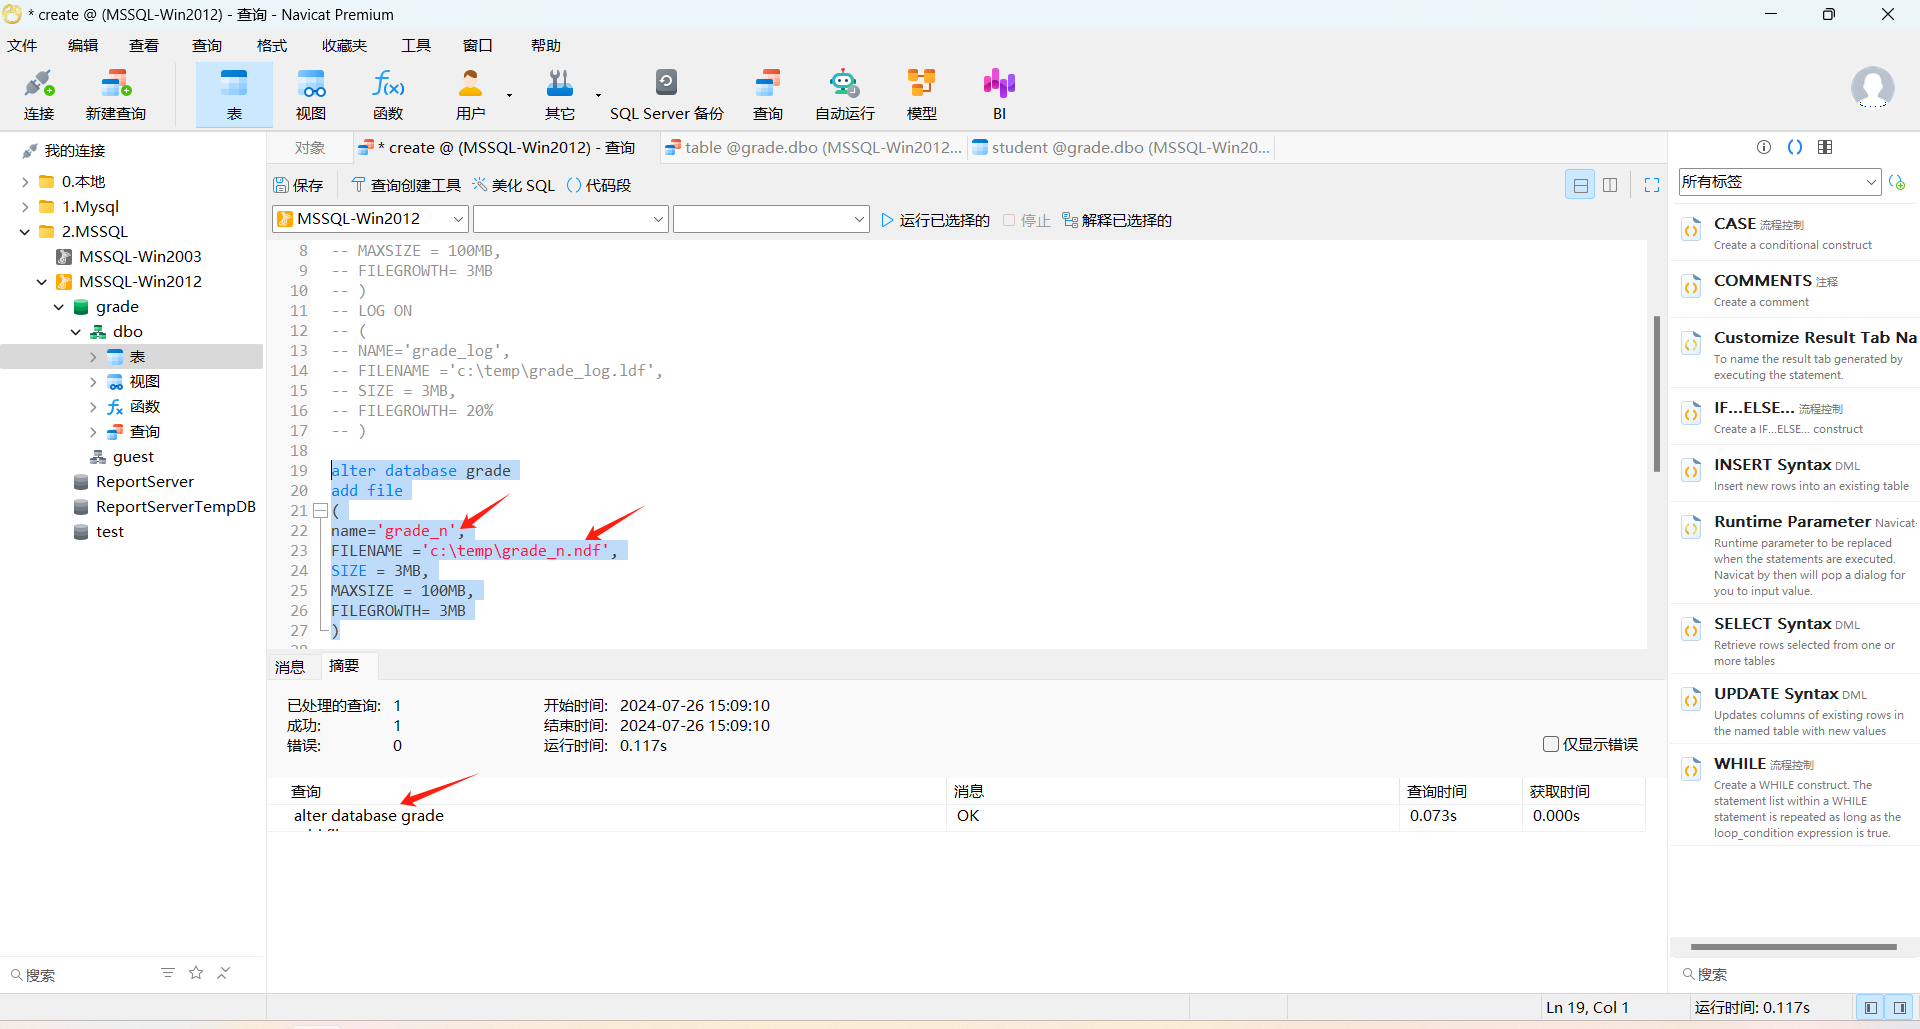 * create @ (MSSQL-Win2012) - 查询 - Navicat Premium
文件 编辑 查看 查询 格式 收藏夹 工具 窗口 帮助
连接 新建查询 表 视图 函数 用户 其它 SQL Server 备份 查询 自动运行 模型 BI
我的连接
0.本地
1.Mysql
2.MSSQL
MSSQL-Win2003
MSSQL-Win2012
grade
dbo
表
视图
函数
查询
guest
ReportServer
ReportServerTempDB
test
搜索
对象 * create @ (MSSQL-Win2012) - 查询 table @grade.dbo (MSSQL-Win2012... student @grade.dbo (MSSQL-Win20...
保存 查询创建工具 美化 SQL () 代码段
MSSQL-Win2012 运行已选择的 停止 解释已选择的
8 -- MAXSIZE = 100MB,
9 -- FILEGROWTH= 3MB
10 -- )
11 -- LOG ON
12 -- (
13 -- NAME='grade_log',
14 -- FILENAME ='c:\temp\grade_log.ldf',
15 -- SIZE = 3MB,
16 -- FILEGROWTH= 20%
17 -- )
18
19 alter database grade
20 add file
21 (
22 name='grade_n',
23 FILENAME ='c:\temp\grade_n.ndf',
24 SIZE = 3MB,
25 MAXSIZE = 100MB,
26 FILEGROWTH= 3MB
27 )
消息 摘要
已处理的查询: 1 开始时间: 2024-07-26 15:09:10
成功: 1 结束时间: 2024-07-26 15:09:10
错误: 0 运行时间: 0.117s
仅显示错误
查询 消息 查询时间 获取时间
alter database grade OK 0.073s 0.000s
所有标签
CASE 流程控制
Create a conditional construct
COMMENTS 注释
Create a comment
Customize Result Tab Na
To name the result tab generated by
executing the statement.
IF...ELSE... 流程控制
Create a IF...ELSE... construct
INSERT Syntax DML
Insert new rows into an existing table
Runtime Parameter Navicat
Runtime parameter to be replaced
when the statements are executed.
Navicat by then will pop a dialog for
you to input value.
SELECT Syntax DML
Retrieve rows selected from one or
more tables
UPDATE Syntax DML
Updates columns of existing rows in
the named table with new values
WHILE 流程控制
Create a WHILE construct. The
statement list within a WHILE
statement is repeated as long as the
loop_condition expression is true.
搜索
Ln 19, Col 1 运行时间: 0.117s